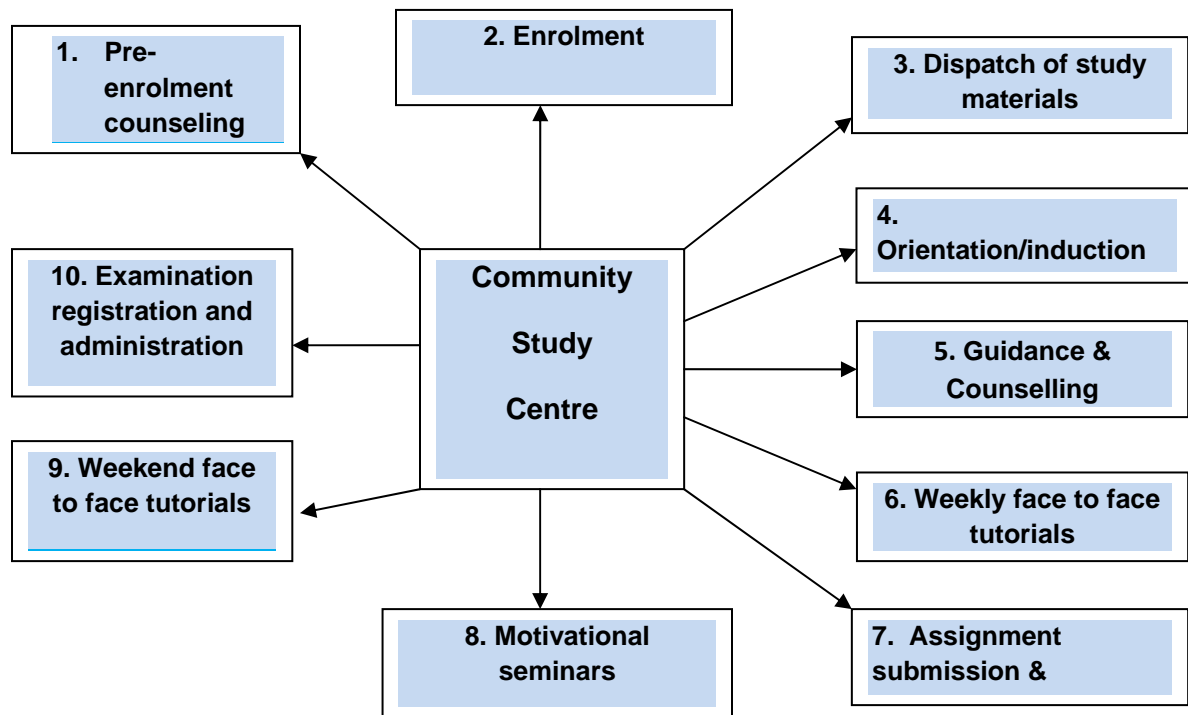 1. Pre-
enrolment
counseling
2. Enrolment
3. Dispatch of study
materials
4.
Orientation/induction
Community
Study
Centre
10. Examination
registration and
administration
5. Guidance &
Counselling
9. Weekend face
to face tutorials
6. Weekly face to face
tutorials
8. Motivational
seminars
7. Assignment
submission &